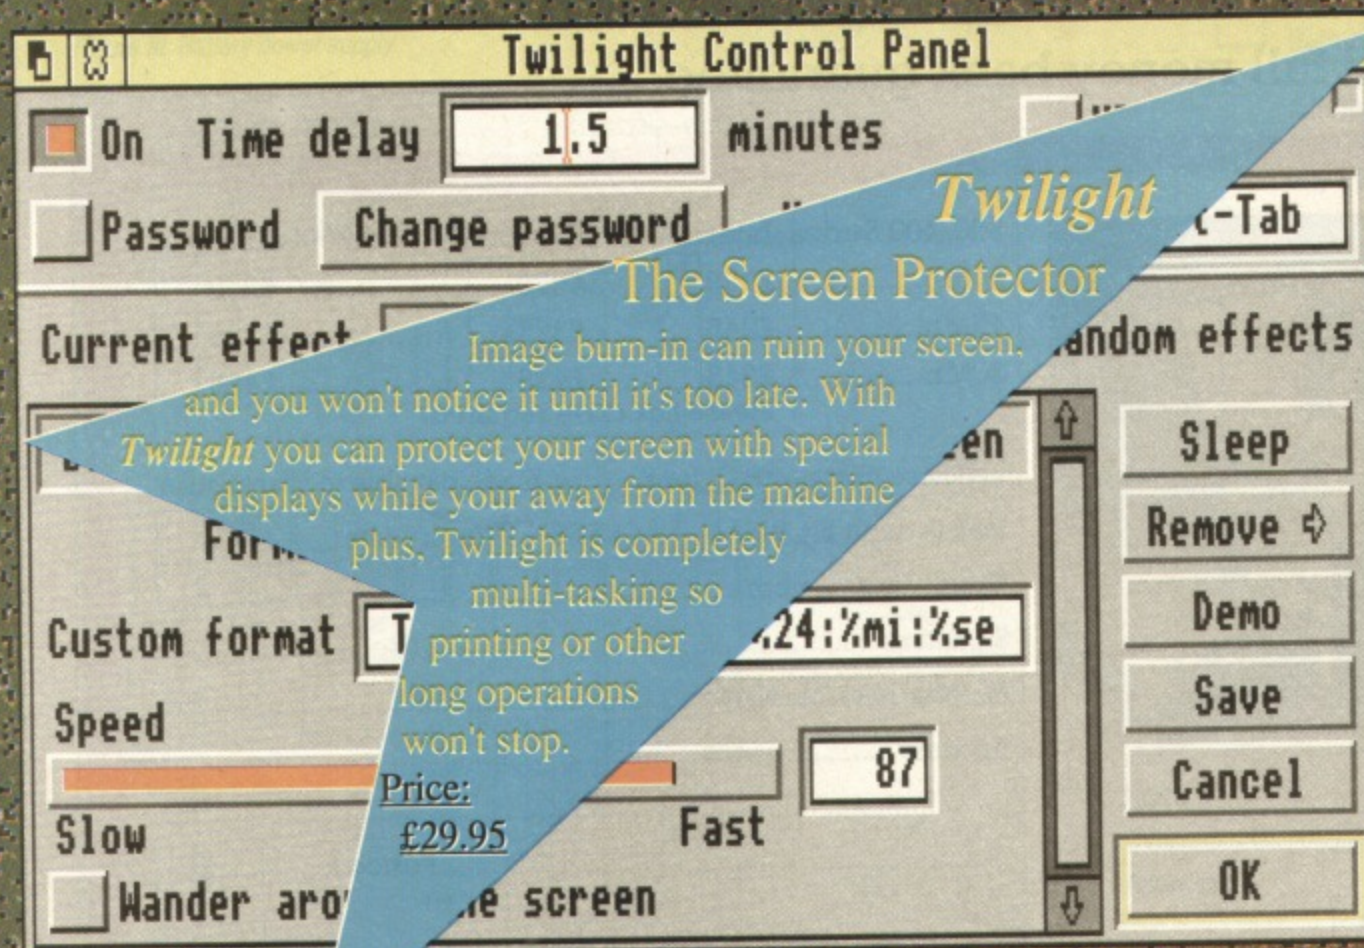 Twilight Control Panel
On Time delay 1.5 minutes
Password Change password -Tab
Twilight
The Screen Protector
Current effect andom effects
Image burn-in can ruin your screen,
and you won't notice it until it's too late. With
Twilight you can protect your screen with special
displays while your away from the machine
plus, Twilight is completely
multi-tasking so
printing or other
long operations
won't stop.
Price:
£29.95
en
Sleep
Remove
Demo
Custom format T %24:%mi:%se
Save
Speed
87
Cancel
Slow Fast
OK
Wander aro e screen